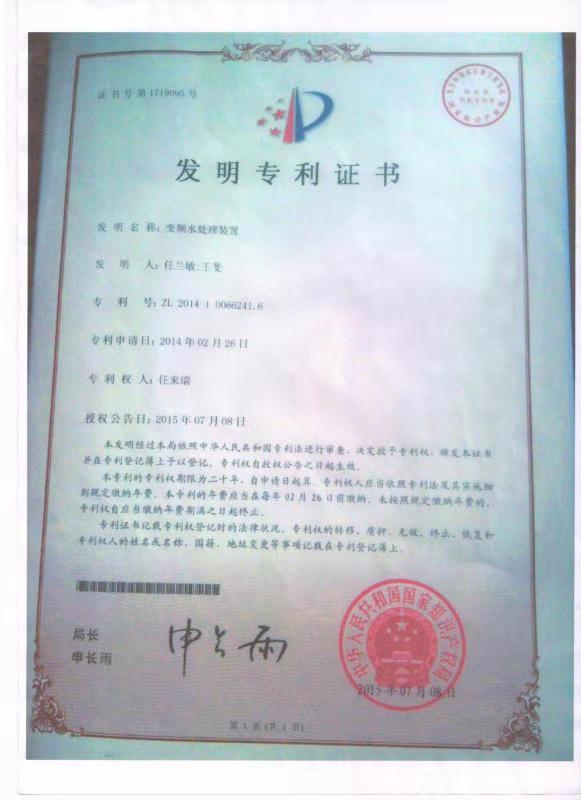 证书号第1719095号
发明专利证书
发明名称：变频水处理装置
发明人：任兰敏;王斐
专利号：ZL 2014 1 0066241.6
专利申请日：2014年02月26日
专利权人：任来瑞
授权公告日：2015年07月08日
本发明经过本局依照中华人民共和国专利法进行审查，决定授予专利权，颁发本证书
并在专利登记簿上予以登记。专利权自授权公告之日起生效。
本专利的专利权期限为二十年，自申请日起算。专利权人应当依照专利法及其实施细
则规定缴纳年费。本专利的年费应当在每年02月26日前缴纳。未按照规定缴纳年费的，
专利权自应当缴纳年费期满之日起终止。
专利证书记载专利权登记时的法律状况。专利权的转移、质押、无效、终止、恢复和
专利权人的姓名或名称、国籍、地址变更等事项记载在专利登记簿上。
局长
申长雨
申长雨
中华人民共和国国家知识产权局
2015年07月08日
第1页(共1页)